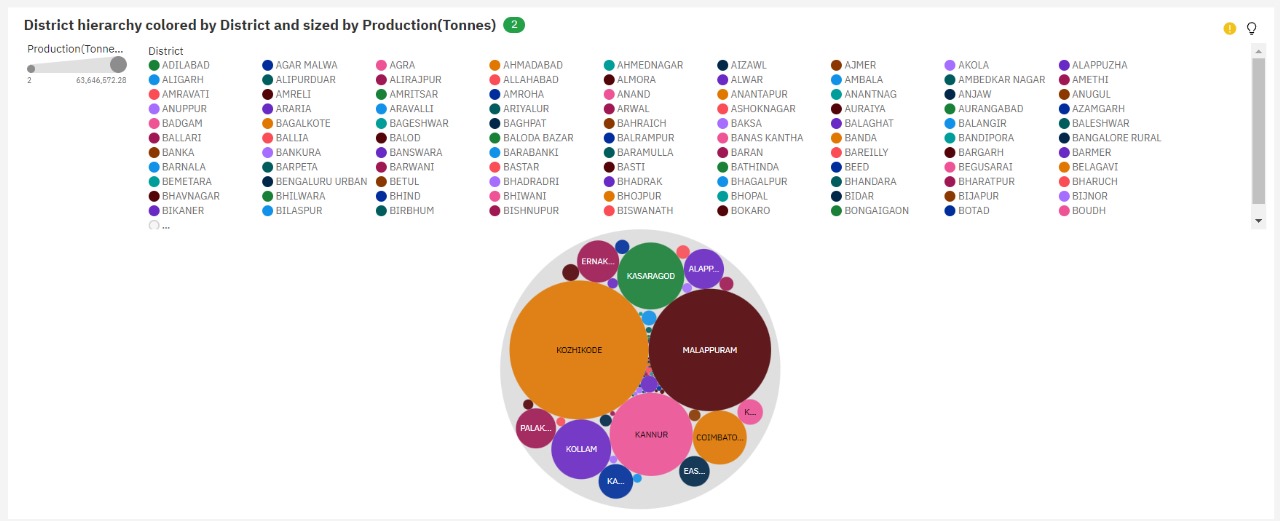 District hierarchy colored by District and sized by Production(Tonnes) 2
Production(Tonne...
2 63,646,572.28
District
ADILABAD AGAR MALWA AGRA AHMADABAD AHMEDNAGAR AIZAWL AJMER AKOLA ALAPPUZHA
ALIGARH ALIPURDUAR ALIRAJPUR ALLAHABAD ALMORA ALWAR AMBALA AMBEDKAR NAGAR AMETHI
AMRAVATI AMRELI AMRITSAR AMROHA ANAND ANANTAPUR ANANTNAG ANJAW ANUGUL
ANUPPUR ARARIA ARAVALLI ARIYALUR ARWAL ASHOKNAGAR AURAIYA AURANGABAD AZAMGARH
BADGAM BAGALKOTE BAGESHWAR BAGHPAT BAHRAICH BAKSA BALAGHAT BALANGIR BALESHWAR
BALLARI BALLIA BALOD BALODA BAZAR BALRAMPUR BANAS KANTHA BANDA BANDIPORA BANGALORE RURAL
BANKA BANKURA BANSWARA BARABANKI BARAMULLA BARAN BAREILLY BARGARH BARMER
BARNALA BARPETA BARWANI BASTAR BASTI BATHINDA BEED BEGUSARAI BELAGAVI
BEMETARA BENGALURU URBAN BETUL BHADRADRI BHADRAK BHAGALPUR BHANDARA BHARATPUR BHARUCH
BHAVNAGAR BHILWARA BHIND BHIWANI BHOJPUR BHOPAL BIDAR BIJAPUR BIJNOR
BIKANER BILASPUR BIRBHUM BISHNUPUR BISWANATH BOKARO BONGAIGAON BOTAD BOUDH
...
ERNAK...
KASARAGOD
ALAPP...
KOZHIKODE
MALAPPURAM
K...
PALAK...
KANNUR
COIMBATO...
KOLLAM
EAS...
KA...